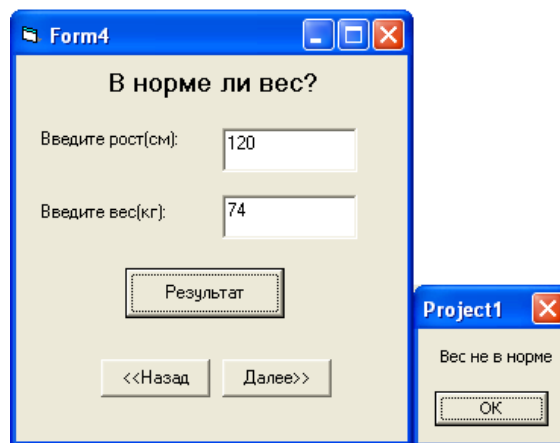 Form4
В норме ли вес?
Введите рост(см):
120
Введите вес(кг):
74
Результат
<<Назад
Далее>>
Project1
Вес не в норме
OK